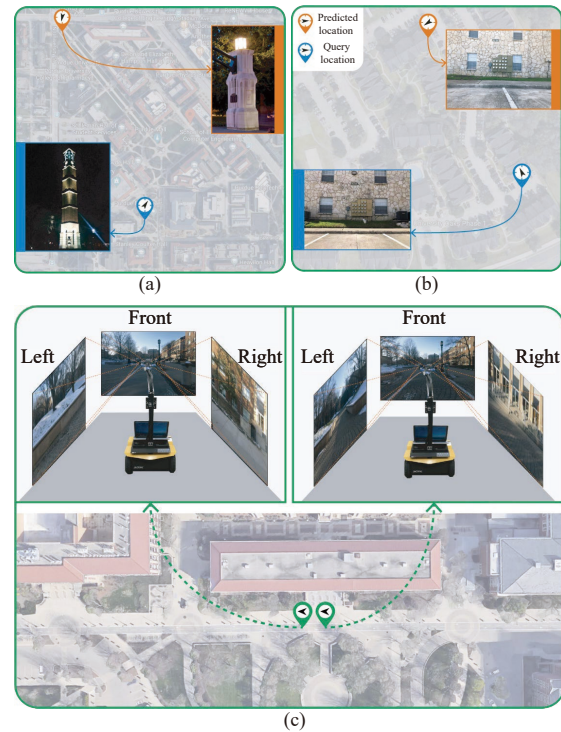 Predicted
location
Query
location
(a)
(b)
Front
Left
Right
Front
Left
Right
(c)